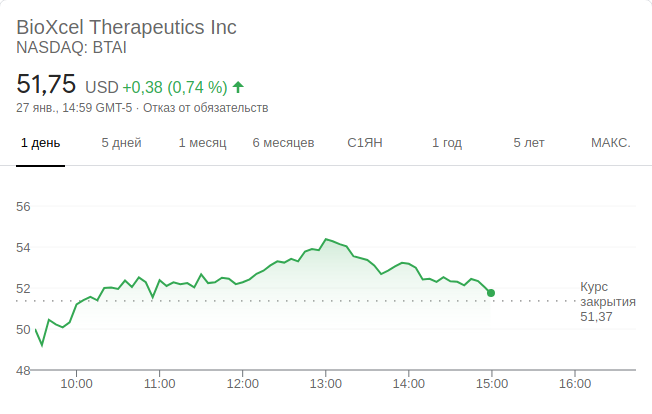 BioXcel Therapeutics Inc
NASDAQ: BTAI
51,75 USD +0,38 (0,74 %)
27 янв., 14:59 GMT-5 · Отказ от обязательств
1 день 5 дней 1 месяц 6 месяцев С1ЯН 1 год 5 лет МАКС.
56
54
52
Курс
закрытия
51,37
50
48
10:00 11:00 12:00 13:00 14:00 15:00 16:00